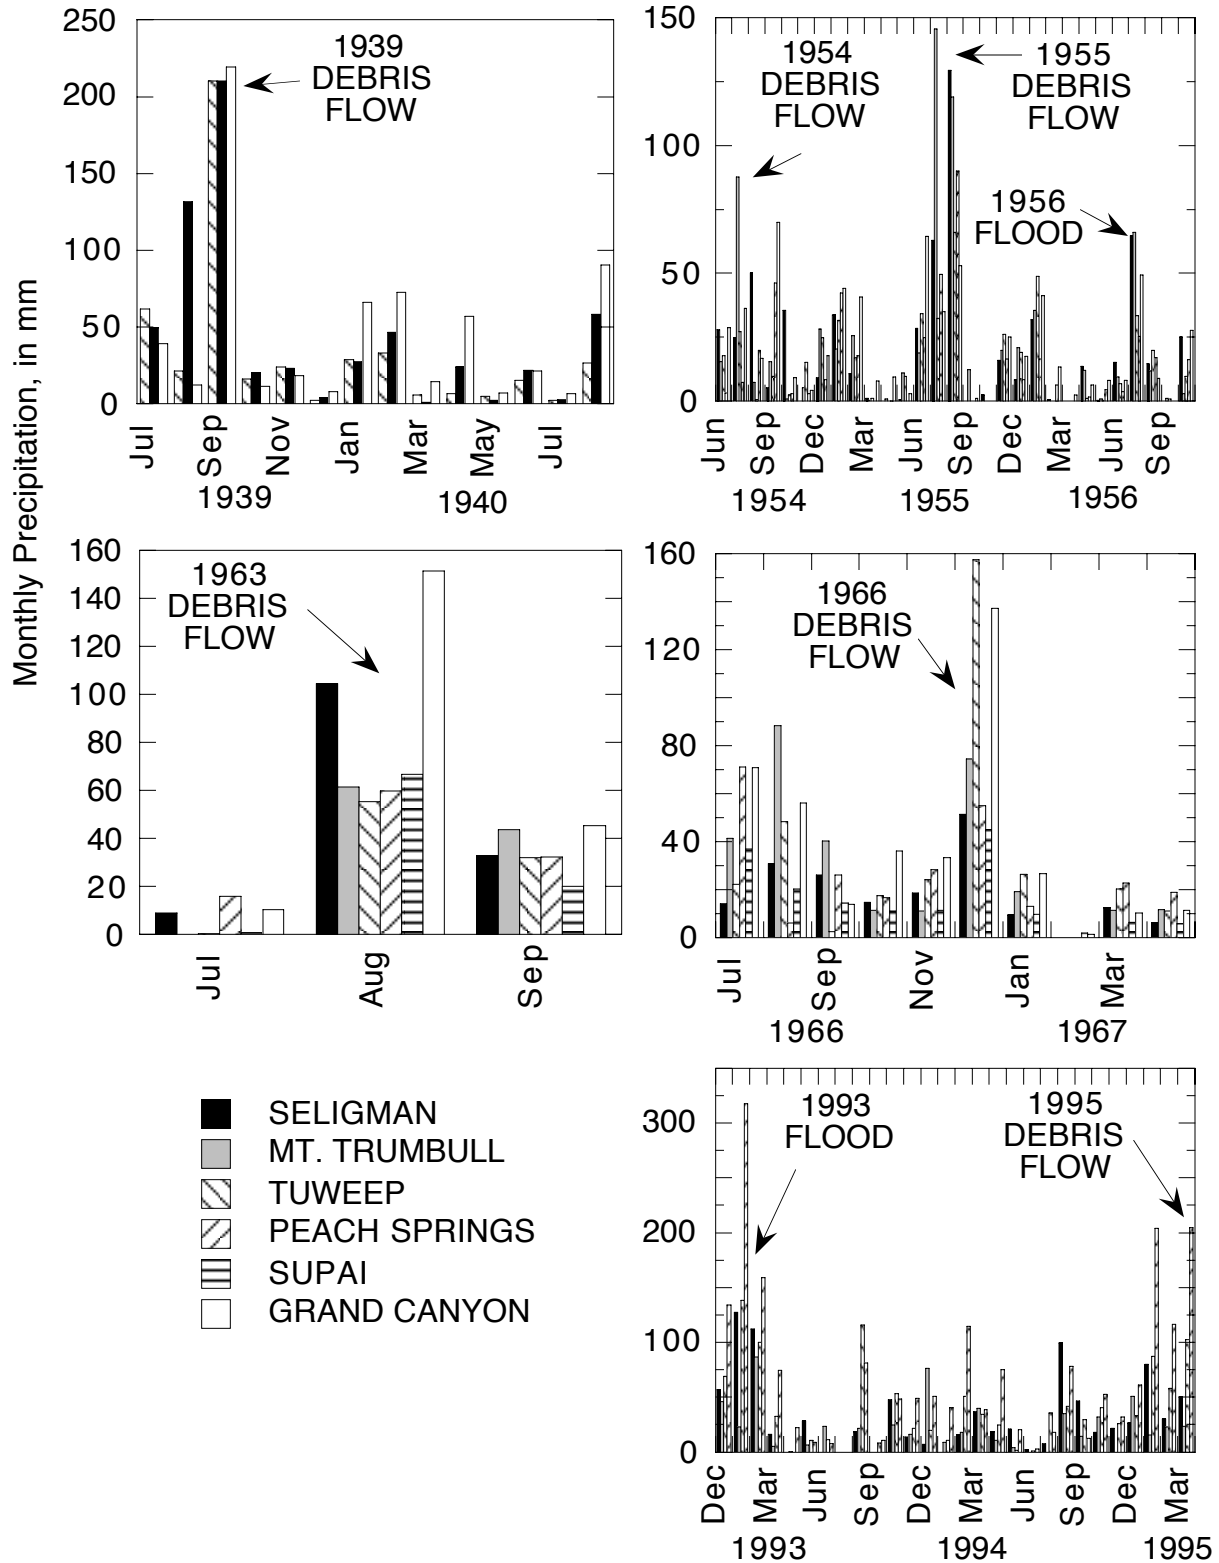 Monthly Precipitation, in mm
250
200
150
100
50
0
1939
DEBRIS
FLOW
Jul
Sep
Nov
Jan
Mar
May
Jul
1939
1940
150
100
50
0
1954
DEBRIS
FLOW
1955
DEBRIS
FLOW
1956
FLOOD
Jun
Sep
Dec
Mar
Jun
Sep
Dec
Mar
Jun
Sep
1954
1955
1956
160
140
120
100
80
60
40
20
0
1963
DEBRIS
FLOW
Jul
Aug
Sep
160
120
80
40
0
1966
DEBRIS
FLOW
Jul
Sep
Nov
Jan
Mar
1966
1967
SELIGMAN
MT. TRUMBULL
TUWEEP
PEACH SPRINGS
SUPAI
GRAND CANYON
300
200
100
0
1993
FLOOD
1995
DEBRIS
FLOW
Dec
Mar
Jun
Sep
Dec
Mar
Jun
Sep
Dec
Mar
1993
1994
1995